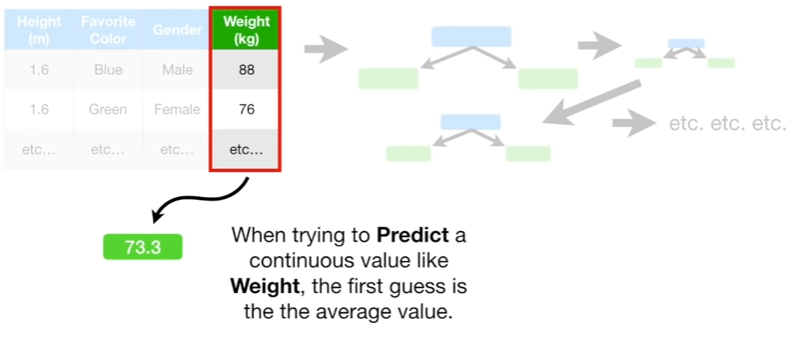 Height (m) Favorite Color Gender Weight (kg)
1.6 Blue Male 88
1.6 Green Female 76
etc... etc... etc... etc...
etc. etc. etc.
73.3
When trying to Predict a
continuous value like
Weight, the first guess is
the the average value.